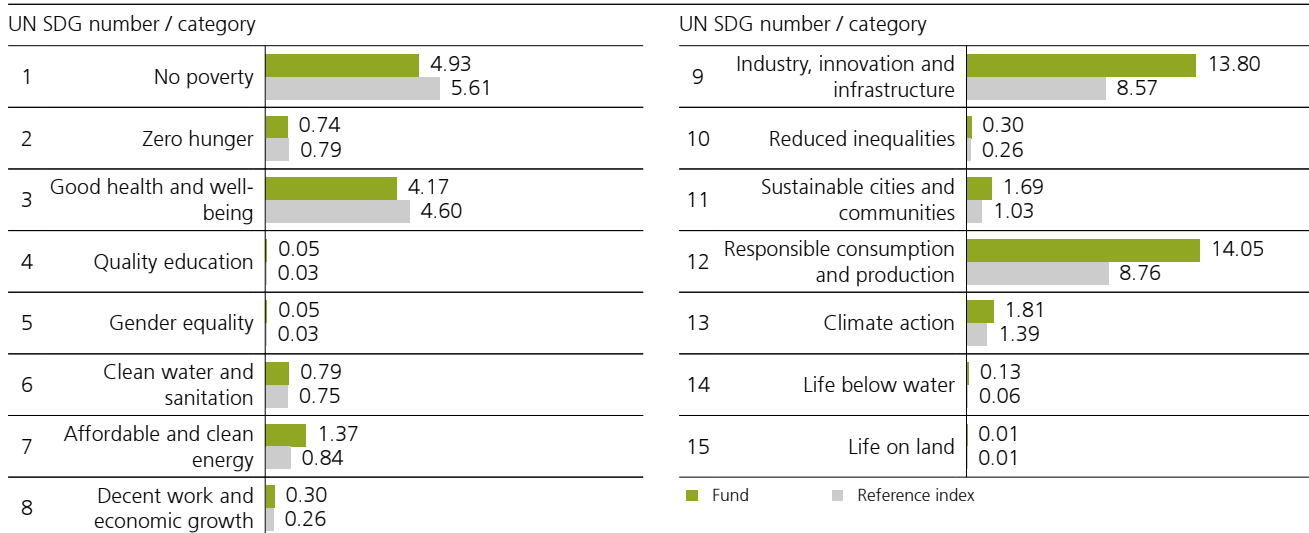 UN SDG number / category
1
No poverty
4.93
5.61
2
Zero hunger
0.74
0.79
3
Good health and well-
being
4.17
4.60
4
Quality education
0.05
0.03
5
Gender equality
0.05
0.03
6
Clean water and
sanitation
0.79
0.75
7
Affordable and clean
energy
1.37
0.84
8
Decent work and
economic growth
0.30
0.26
UN SDG number / category
9
Industry, innovation and
infrastructure
13.80
8.57
10
Reduced inequalities
0.30
0.26
11
Sustainable cities and
communities
1.69
1.03
12
Responsible consumption
and production
14.05
8.76
13
Climate action
1.81
1.39
14
Life below water
0.13
0.06
15
Life on land
0.01
0.01
Fund
Reference index